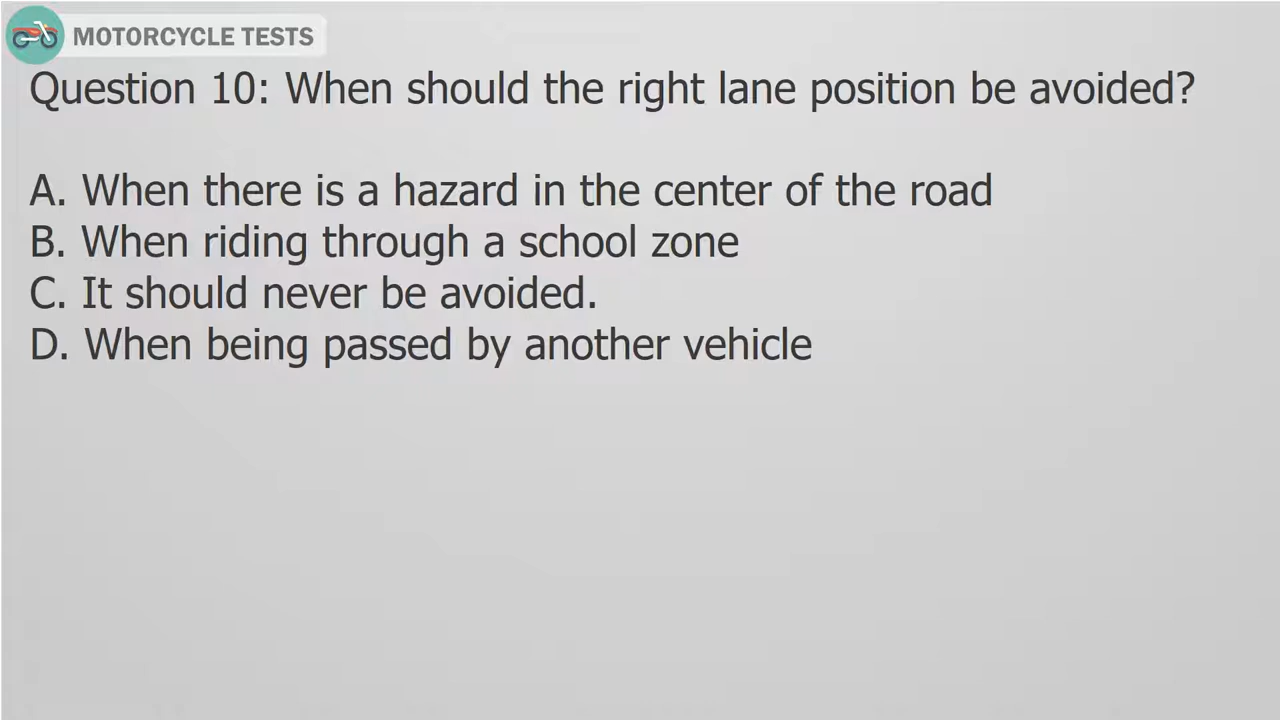 MOTORCYCLE TESTS
Question 10: When should the right lane position be avoided?
A. When there is a hazard in the center of the road
B. When riding through a school zone
C. It should never be avoided.
D. When being passed by another vehicle